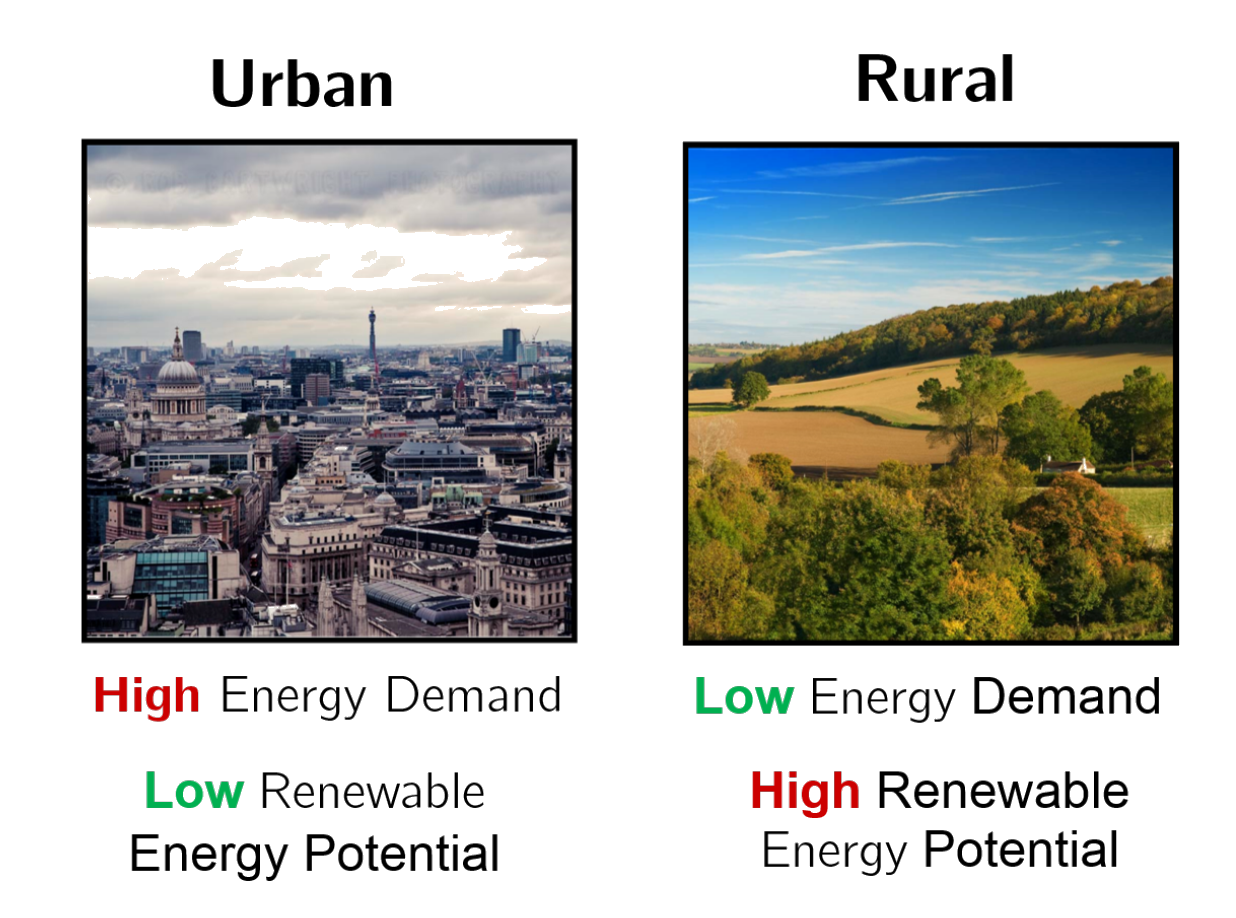 Urban
Rural
High Energy Demand
Low Renewable
Energy Potential
Low Energy Demand
High Renewable
Energy Potential